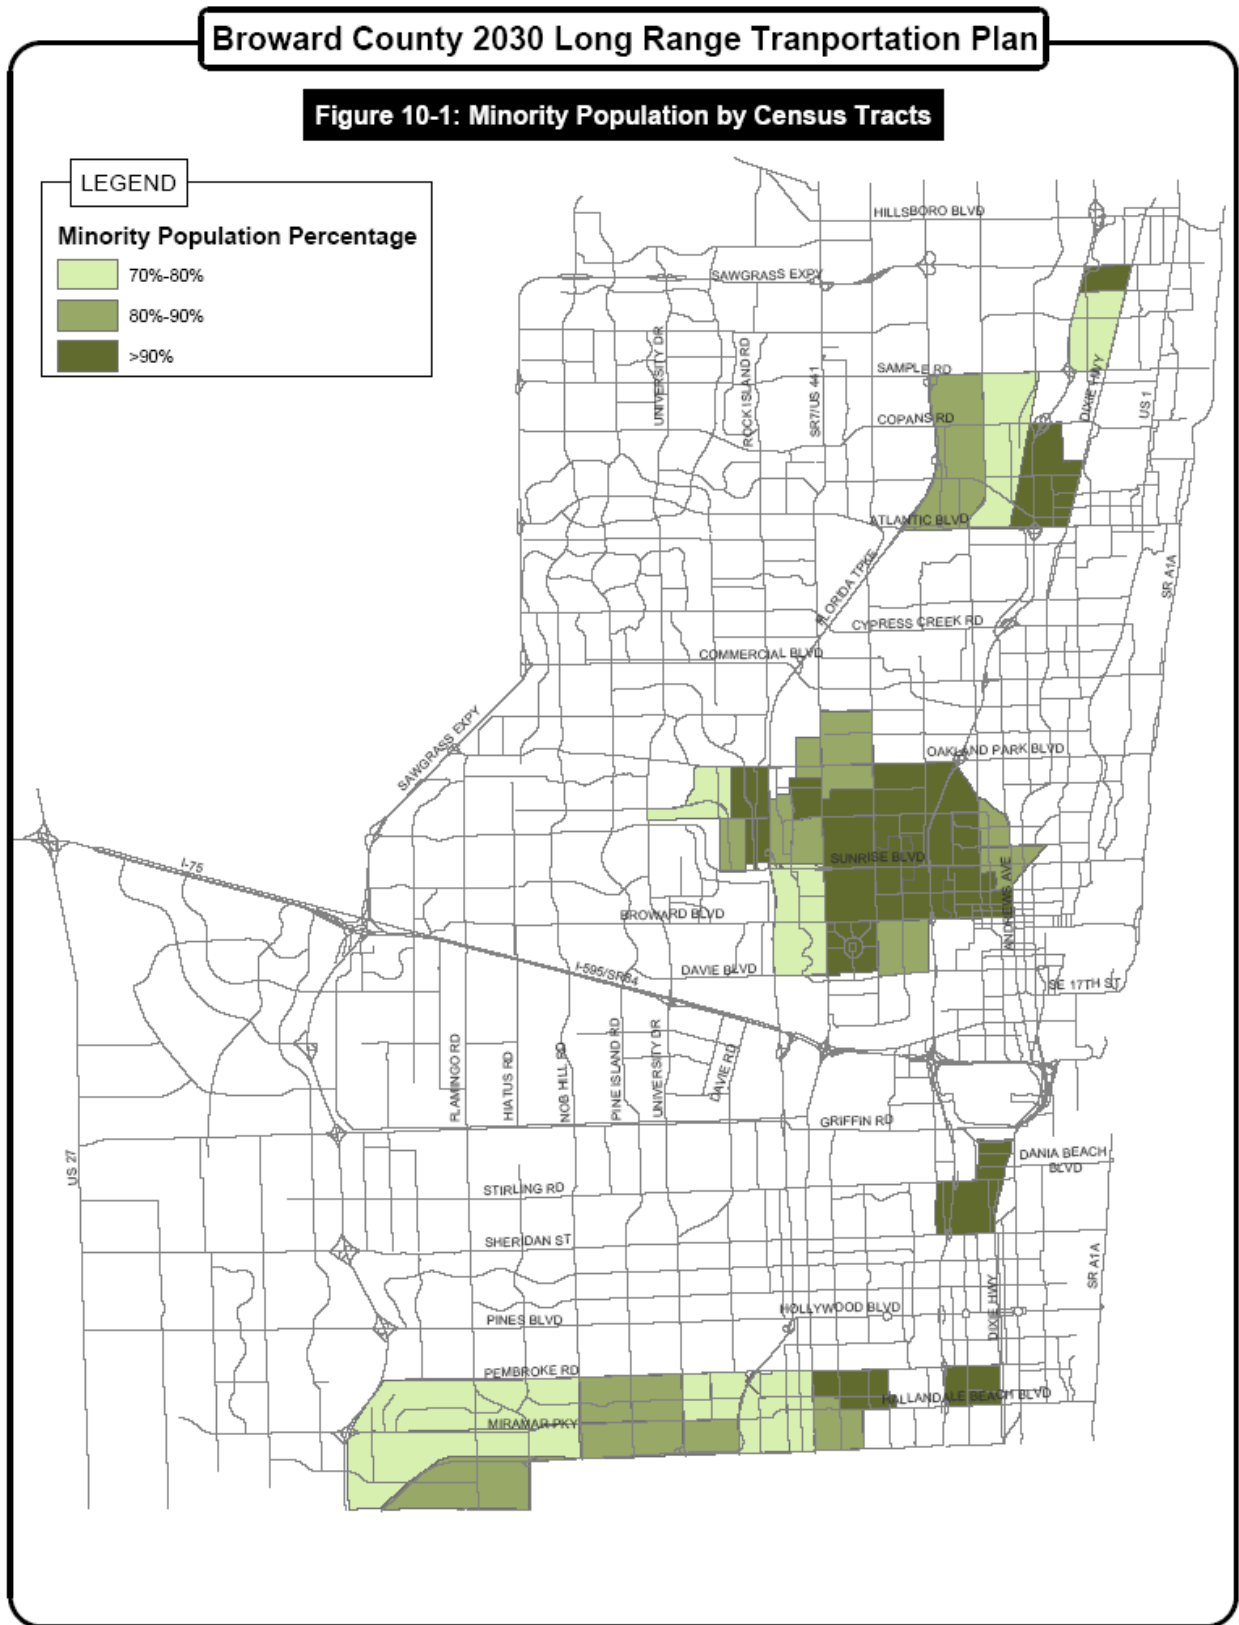 Broward County 2030 Long Range Tranportation Plan
Figure 10-1: Minority Population by Census Tracts
LEGEND
Minority Population Percentage
70%-80%
80%-90%
>90%
HILLSBORO BLVD
SAWGRASS EXPY
UNIVERSITY DR
ROCK ISLAND RD
SR7/US 441
SAMPLE RD
COPANS RD
DIXIE HWY
US 1
ATLANTIC BLVD
FLORIDA TPKE
SR A1A
CYPRESS CREEK RD
COMMERCIAL BLVD
SAWGRASS EXPY
OAKLAND PARK BLVD
I-75
SUNRISE BLVD
ANDREWS AVE
BROWARD BLVD
I-595/SR84
DAVIE BLVD
SE 17TH ST
FLAMINGO RD
HIATUS RD
NOB HILL RD
PINE ISLAND RD
UNIVERSITY DR
DAVIE RD
GRIFFIN RD
US 27
DANIA BEACH
BLVD
STIRLING RD
SHERIDAN ST
SR A1A
DIXIE HWY
HOLLYWOOD BLVD
PINES BLVD
PEMBROKE RD
HALLANDALE BEACH BLVD
MIRAMAR PKY